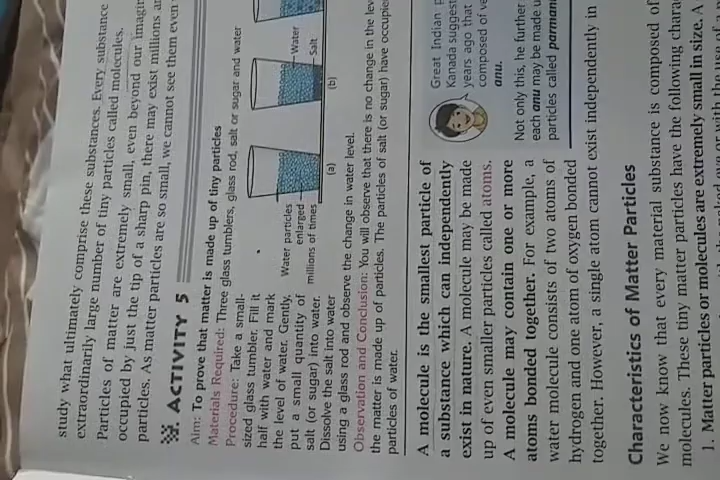 study what ultimately comprise these substances. Every substance
extraordinarily large number of tiny particles called molecules.
Particles of matter are extremely small, even beyond our
occupied by just the tip of a sharp pin, there may exist millions
particles. As matter particles are so small, we cannot see them even
ACTIVITY 5
Aim: To prove that matter is made up of tiny particles
Materials Required: Three glass tumblers, glass rod, salt or sugar and water
Procedure: Take a small-
sized glass tumbler. Fill it
half with water and mark
the level of water. Gently,
put a small quantity of
salt (or sugar) into water.
Dissolve the salt into water
using a glass rod and observe the change in water level.
Water particles
enlarged
millions of times
Water
Salt
(a)
(b)
Observation and Conclusion: You will observe that there is no change in the
the matter is made up of particles. The particles of salt (or sugar) have
particles of water.
A molecule is the smallest particle of
a substance which can independently
exist in nature. A molecule may be made
up of even smaller particles called atoms.
A molecule may contain one or more
atoms bonded together. For example, a
water molecule consists of two atoms of
hydrogen and one atom of oxygen bonded
together. However, a single atom cannot exist independently in
Great Indian
Kanada
years ago that
composed of
anu.
Not only this, he further
each anu may be made
particles called
Characteristics of Matter Particles
We now know that every material substance is composed of
molecules. These tiny matter particles have the following
1. Matter particles or molecules are extremely small in size. A